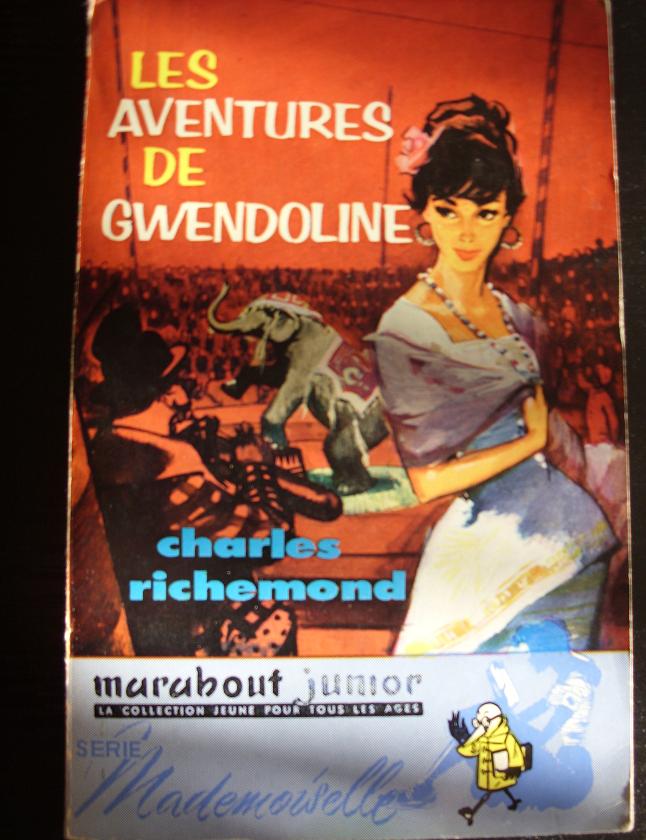 LES
AVENTURES
DE
GWENDOLINE
charles
richemond
marabout junior
LA COLLECTION JEUNE POUR TOUS LES AGES
SERIE
Mademoiselle